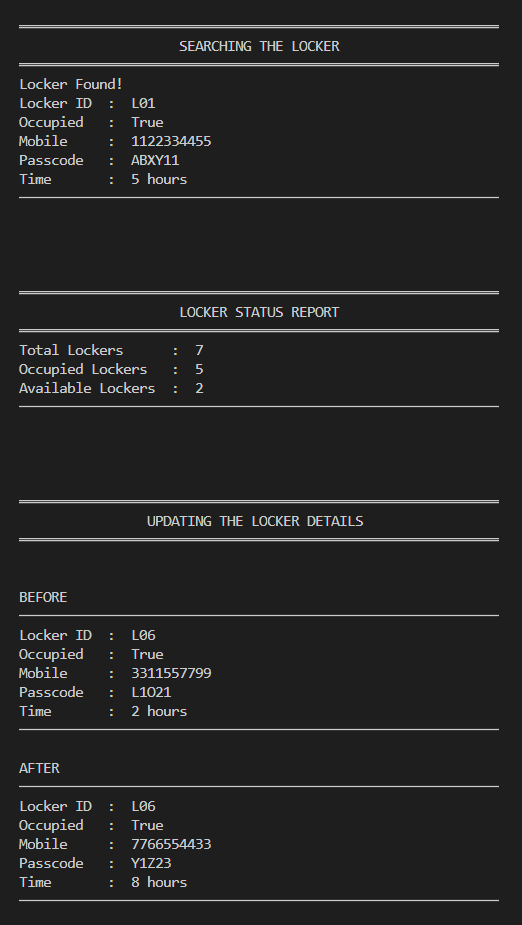 SEARCHING THE LOCKER
Locker Found!
Locker ID  :  L01
Occupied   :  True
Mobile     :  1122334455
Passcode   :  ABXY11
Time       :  5 hours
LOCKER STATUS REPORT
Total Lockers      :  7
Occupied Lockers   :  5
Available Lockers  :  2
UPDATING THE LOCKER DETAILS
BEFORE
Locker ID  :  L06
Occupied   :  True
Mobile     :  3311557799
Passcode   :  L1O21
Time       :  2 hours
AFTER
Locker ID  :  L06
Occupied   :  True
Mobile     :  7766554433
Passcode   :  Y1Z23
Time       :  8 hours